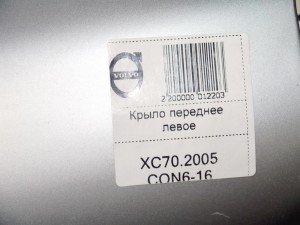 VOLVO
2 200000 012203
Крыло переднее
левое
XC70.2005
CON6-16